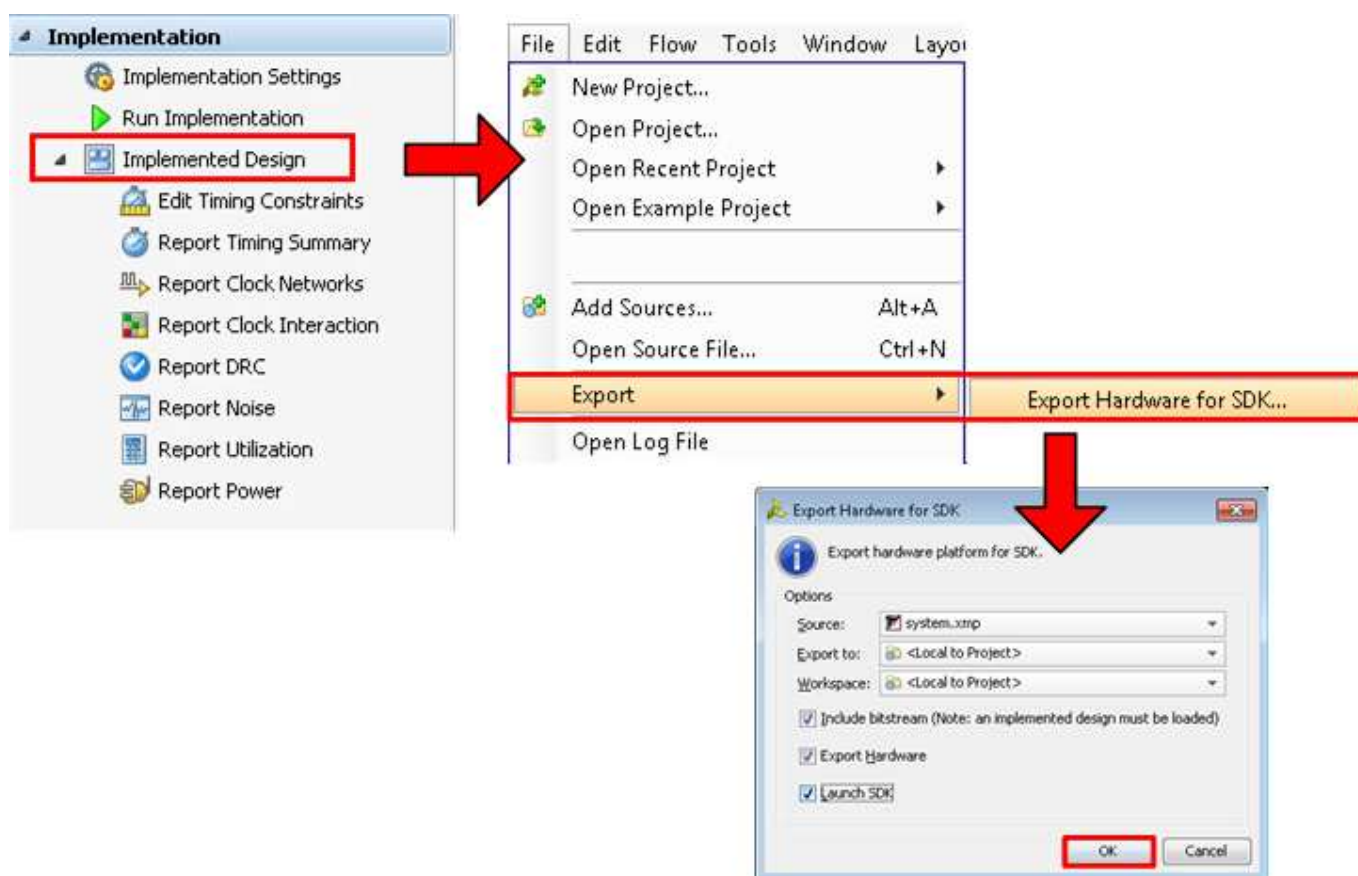 Implementation
Implementation Settings
Run Implementation
Implemented Design
Edit Timing Constraints
Report Timing Summary
Report Clock Networks
Report Clock Interaction
Report DRC
Report Noise
Report Utilization
Report Power
File Edit Flow Tools Window Layou
New Project...
Open Project...
Open Recent Project
Open Example Project
Add Sources... Alt+A
Open Source File... Ctrl+N
Export
Export Hardware for SDK...
Open Log File
Export Hardware for SDK
Export hardware platform for SDK.
Options
Source: system.xmp
Export to: <Local to Project>
Workspace: <Local to Project>
Include bitstream (Note: an implemented design must be loaded)
Export Hardware
Launch SDK
OK Cancel